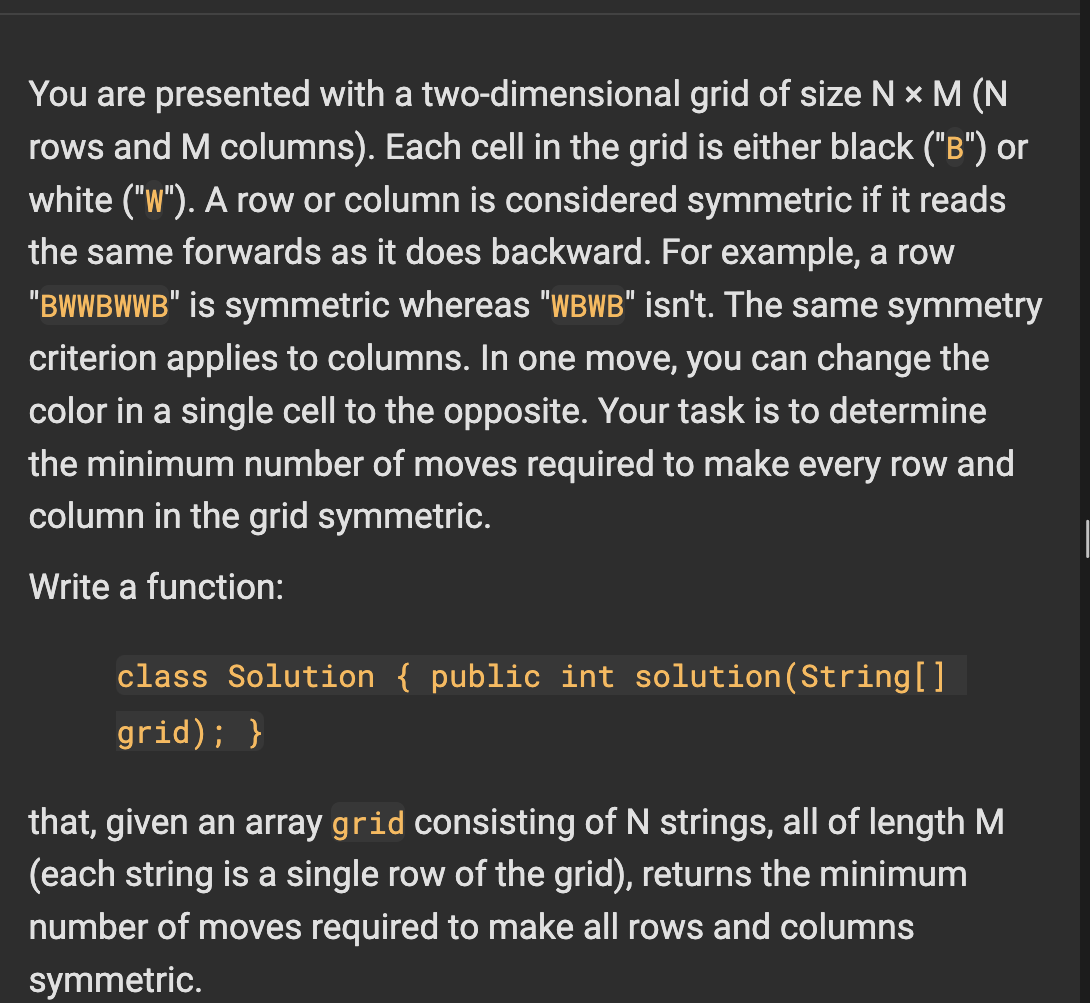 You are presented with a two-dimensional grid of size N × M (N
rows and M columns). Each cell in the grid is either black ("B") or
white ("W"). A row or column is considered symmetric if it reads
the same forwards as it does backward. For example, a row
"BWWBWWB" is symmetric whereas "WBWB" isn't. The same symmetry
criterion applies to columns. In one move, you can change the
color in a single cell to the opposite. Your task is to determine
the minimum number of moves required to make every row and
column in the grid symmetric.
Write a function:
class Solution { public int solution(String[]
grid); }
that, given an array grid consisting of N strings, all of length M
(each string is a single row of the grid), returns the minimum
number of moves required to make all rows and columns
symmetric.